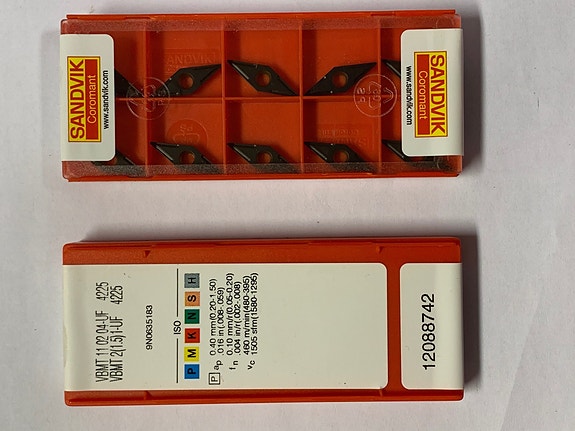 SANDVIK
Coromant
www.sandvik.com
SANDVIK
Coromant
www.sandvik.com
VBMT 11 02 04-UF 4225
VBMT 2(1.5)1-UF 4225
9N0635183
ISO
P M K N S H
P ap 0.40 mm(0.20-1.50)
.016 in(.008-.059)
fn 0.10 mm/r(0.05-0.20)
.004 in/r(.002-.008)
vc 460 m/min(480-395)
1505 sfm(1580-1295)
12088742